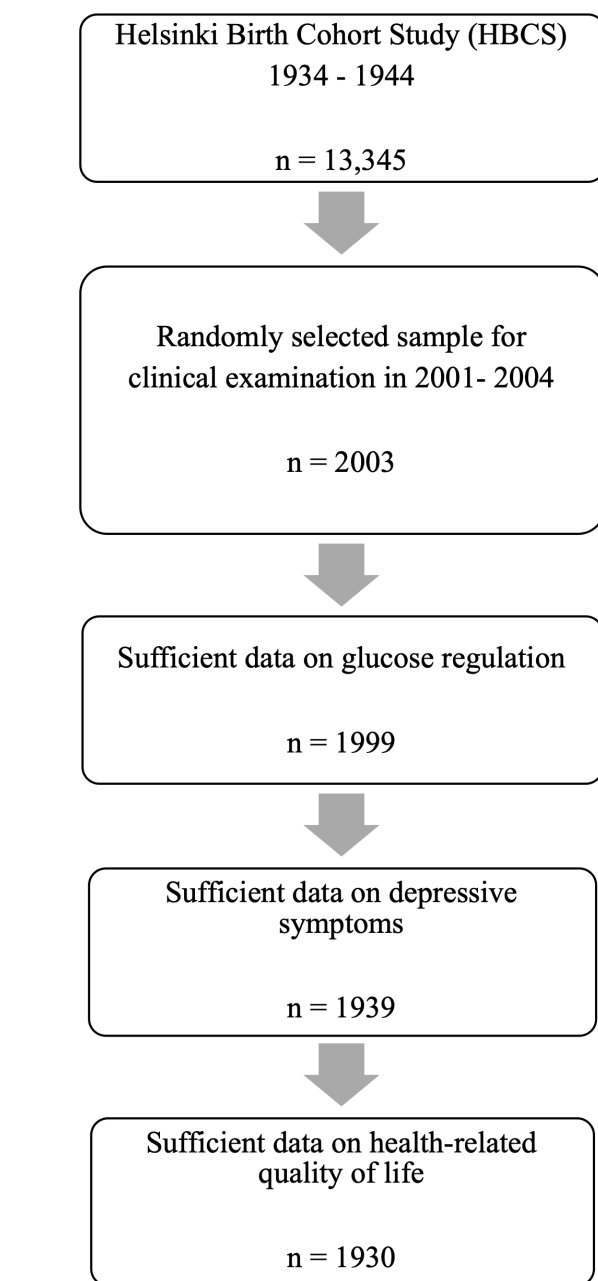 Helsinki Birth Cohort Study (HBCS)
1934 - 1944
n = 13,345
Randomly selected sample for
clinical examination in 2001- 2004
n = 2003
Sufficient data on glucose regulation
n = 1999
Sufficient data on depressive
symptoms
n = 1939
Sufficient data on health-related
quality of life
n = 1930